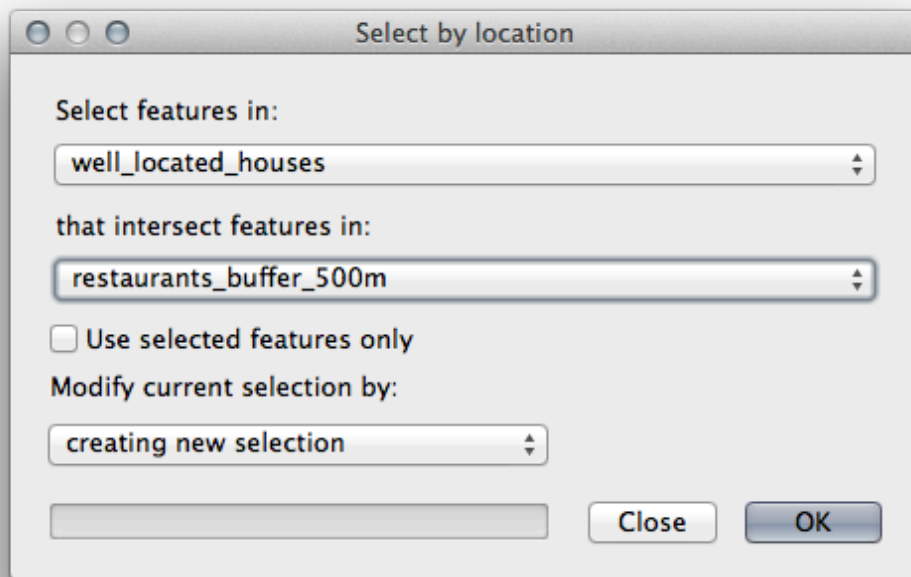 Select by location
Select features in:
well_located_houses
that intersect features in:
restaurants_buffer_500m
Use selected features only
Modify current selection by:
creating new selection
Close OK